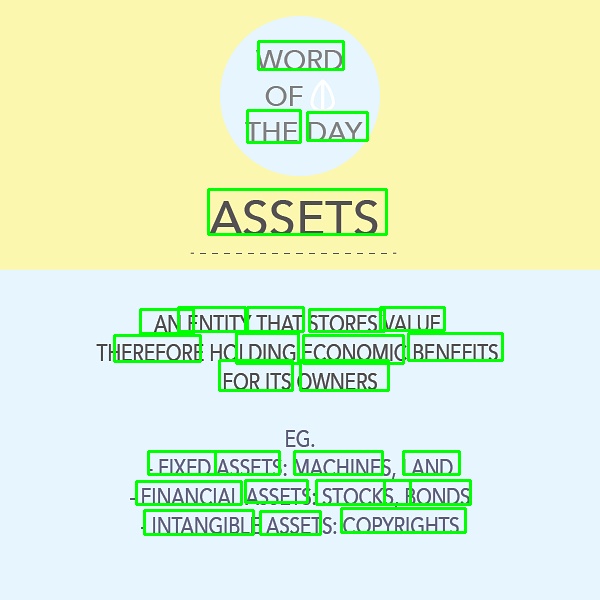 WORD
OF
THE DAY
ASSETS
AN ENTITY THAT STORES VALUE
THEREFORE HOLDING ECONOMIC BENEFITS
FOR ITS OWNERS
EG.
- FIXED ASSETS: MACHINES, AND
- FINANCIAL ASSETS: STOCKS, BONDS
- INTANGIBLE ASSETS: COPYRIGHTS